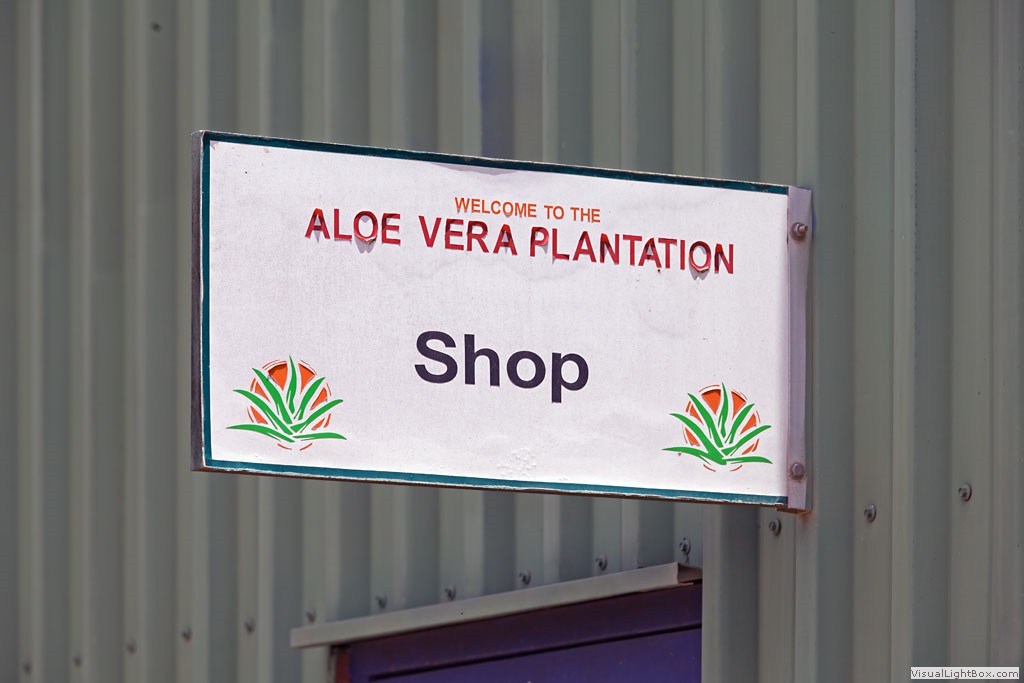 WELCOME TO THE
ALOE VERA PLANTATION
Shop
VisualLightBox.com